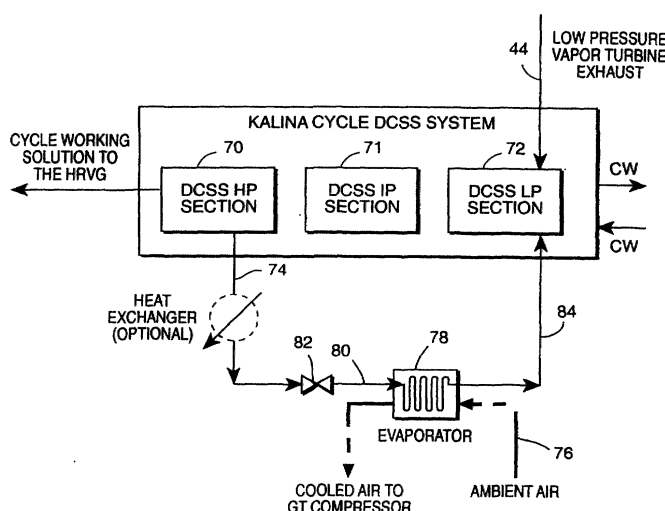 44
LOW PRESSURE
VAPOR TURBINE
EXHAUST
KALINA CYCLE DCSS SYSTEM
CYCLE WORKING
SOLUTION TO
THE HRVG
70
71
72
DCSS HP
SECTION
DCSS IP
SECTION
DCSS LP
SECTION
CW
CW
74
HEAT
EXCHANGER
(OPTIONAL)
82
80
78
84
EVAPORATOR
76
COOLED AIR TO
GT COMPRESSOR
AMBIENT AIR